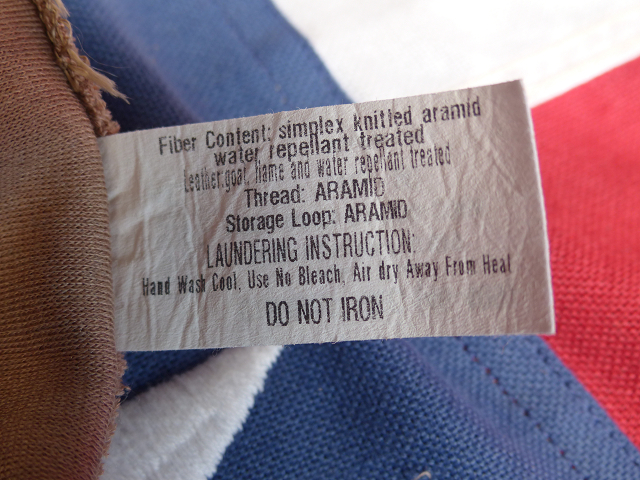 Fiber Content: simplex knitled aramid
water repellant treated
Leather:goat, flame and water repellant treated
Thread: ARAMID
Storage Loop: ARAMID
LAUNDERING INSTRUCTION:
Hand Wash Cool, Use No Bleach, Air dry Away From Heat
DO NOT IRON